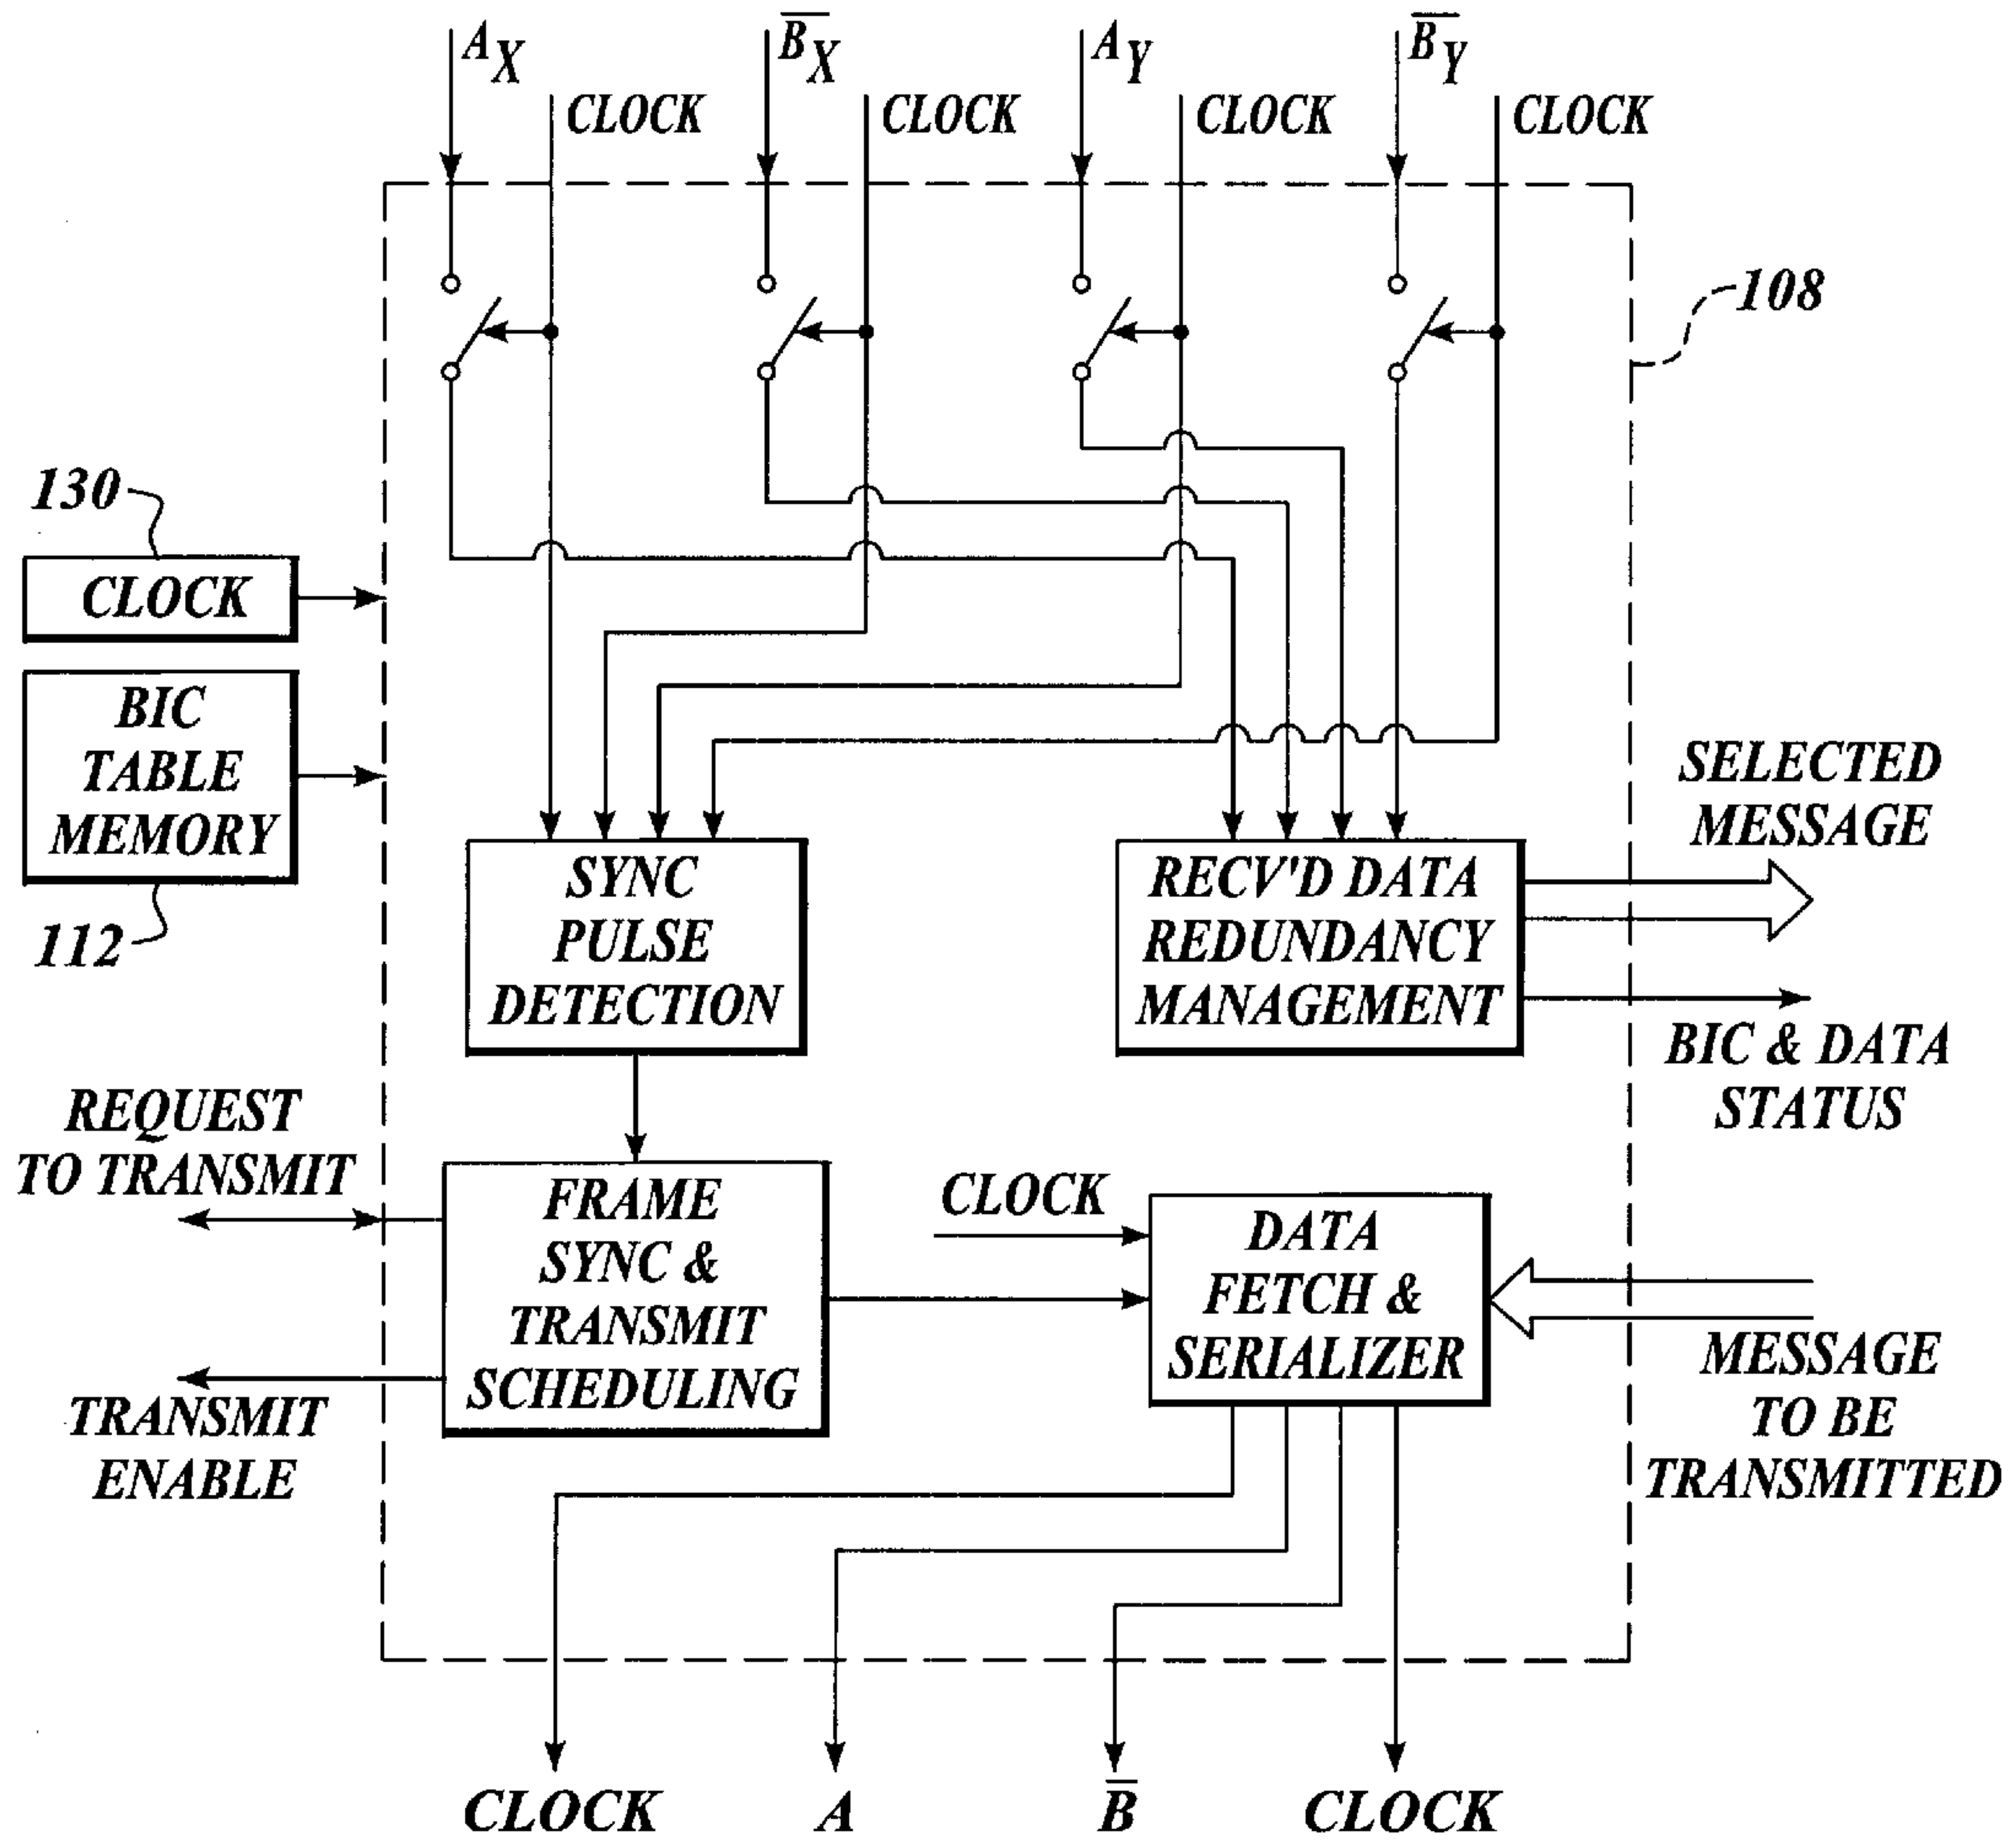 A_X
B̅_X
A_Y
B̅_Y
CLOCK
CLOCK
CLOCK
CLOCK
108
130
CLOCK
BIC
TABLE
MEMORY
112
SELECTED
MESSAGE
SYNC
PULSE
DETECTION
RECV'D DATA
REDUNDANCY
MANAGEMENT
BIC & DATA
STATUS
REQUEST
TO TRANSMIT
FRAME
SYNC &
TRANSMIT
SCHEDULING
CLOCK
DATA
FETCH &
SERIALIZER
TRANSMIT
ENABLE
MESSAGE
TO BE
TRANSMITTED
CLOCK
A
B̅
CLOCK